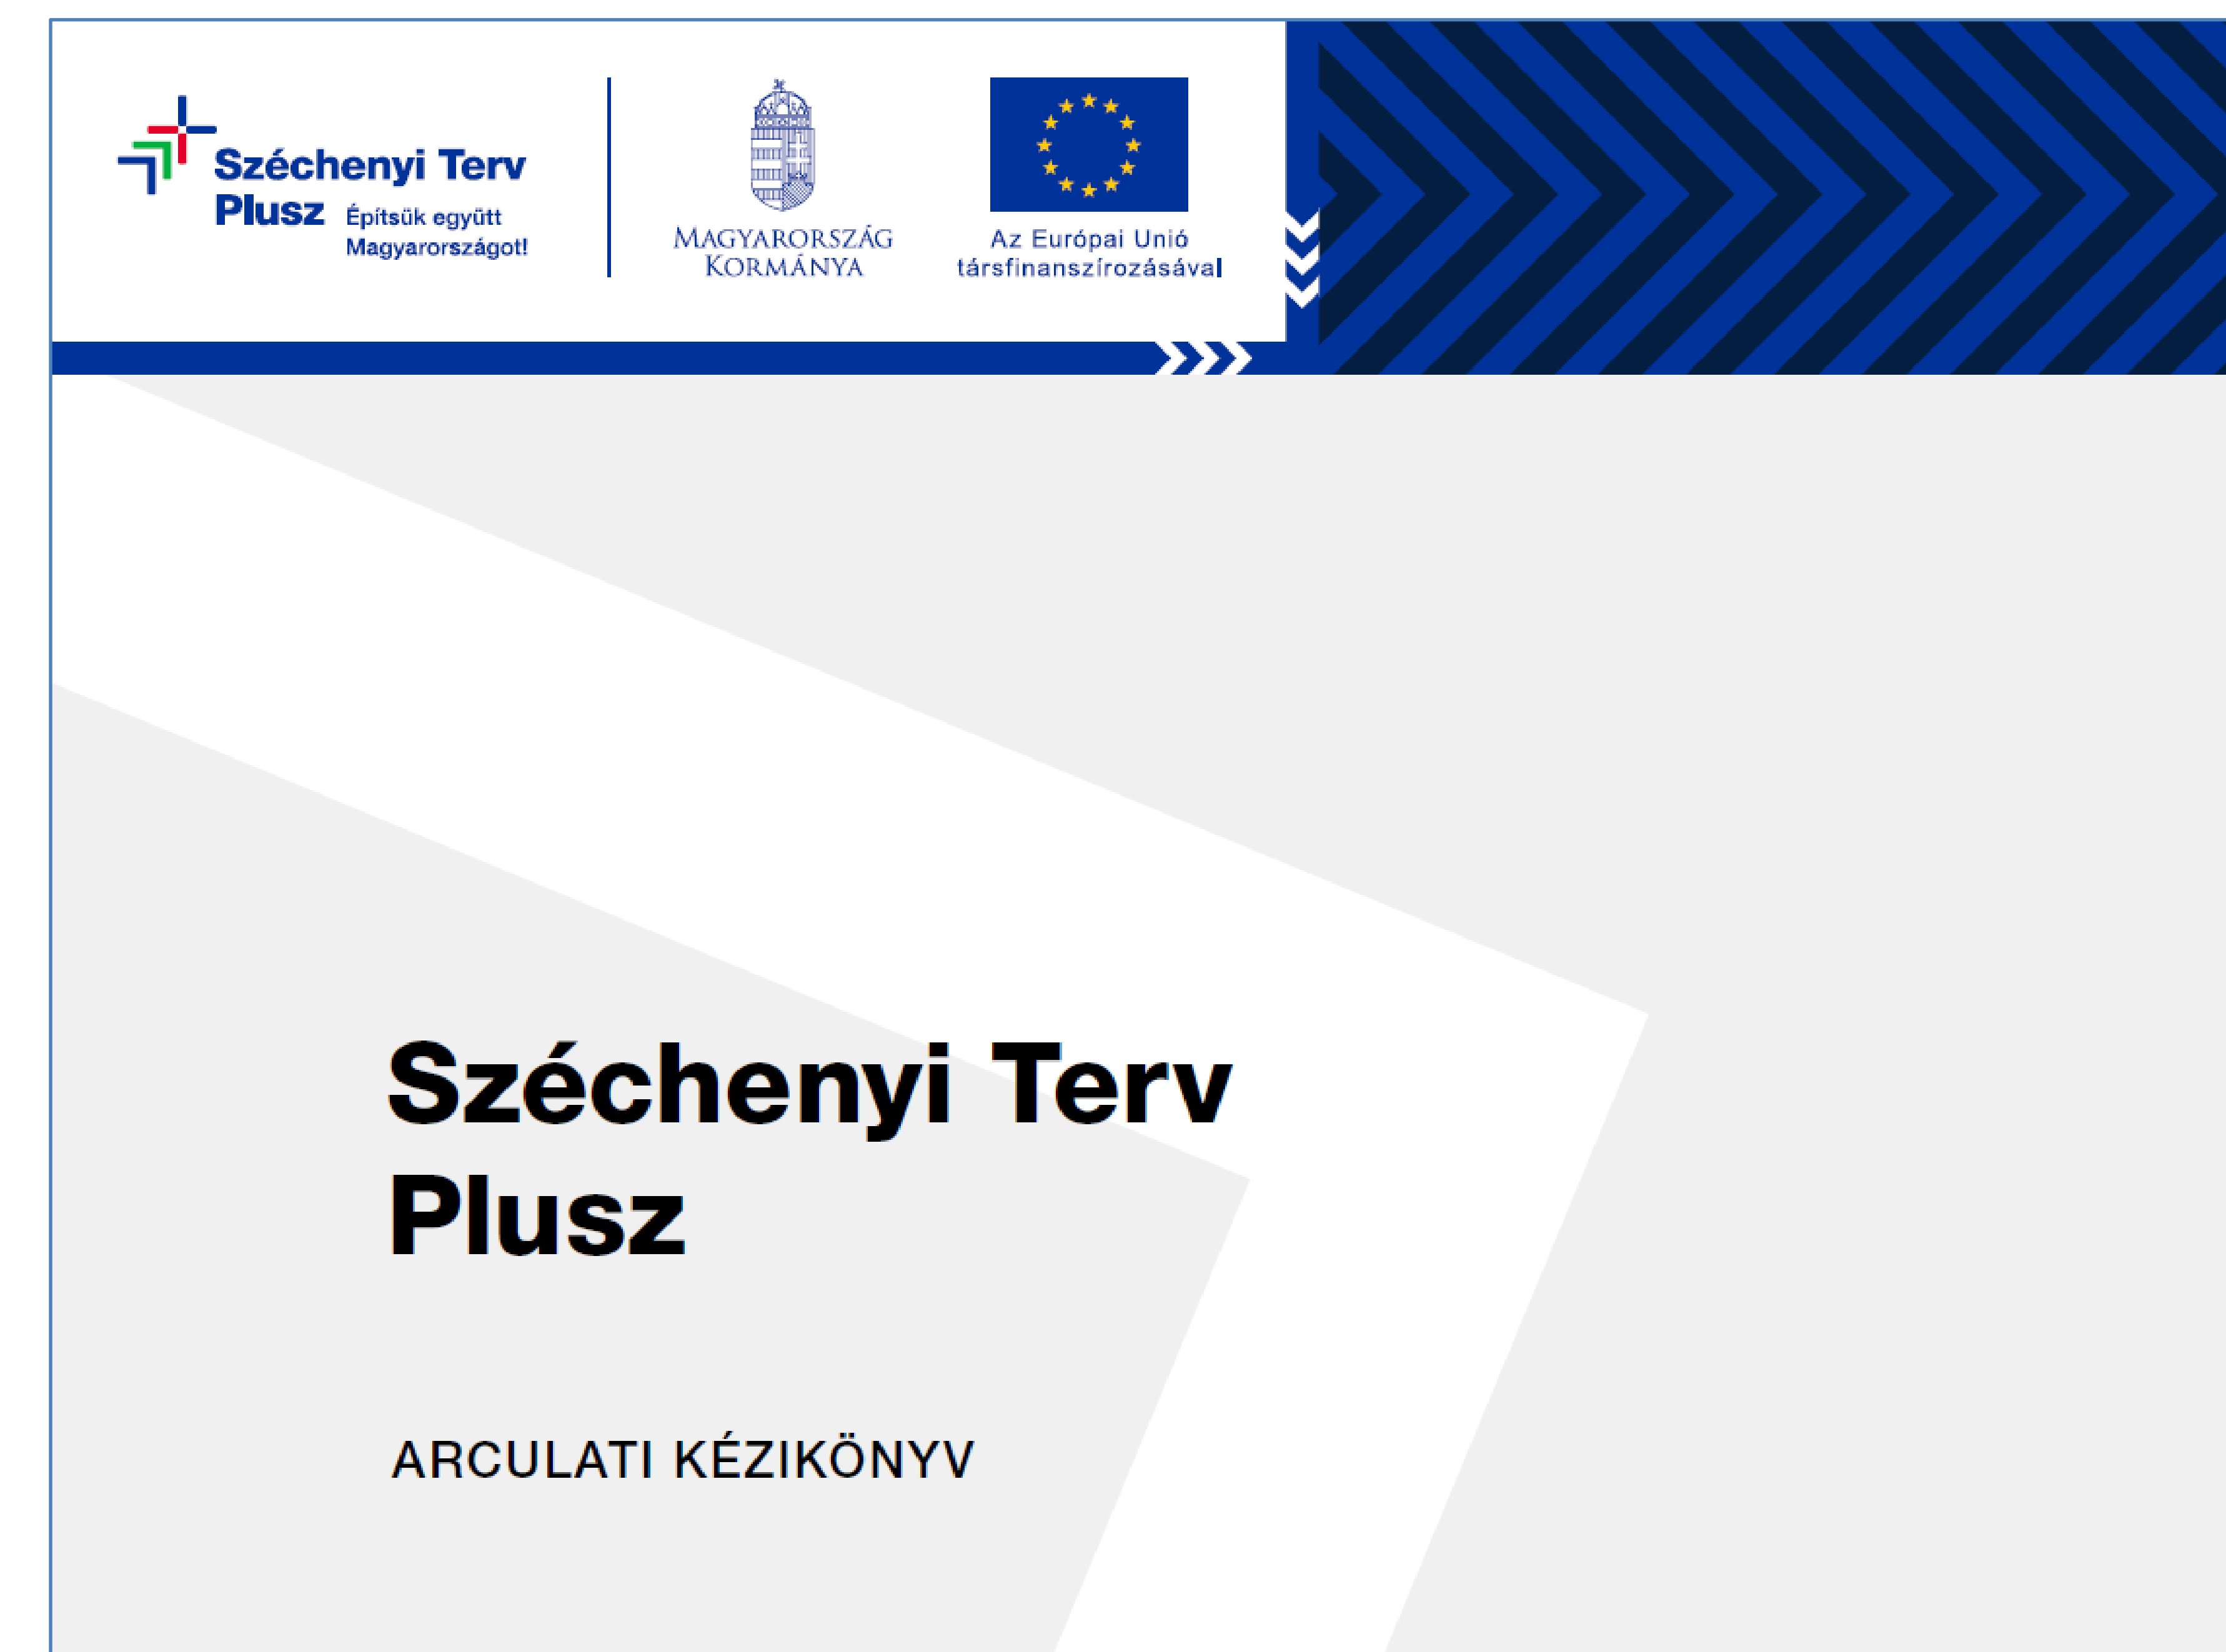 Széchenyi Terv
Plusz Építsük együtt
Magyarországot!
MAGYARORSZÁG
KORMÁNYA
Az Európai Unió
társfinanszírozásával
Széchenyi Terv
Plusz
ARCULATI KÉZIKÖNYV